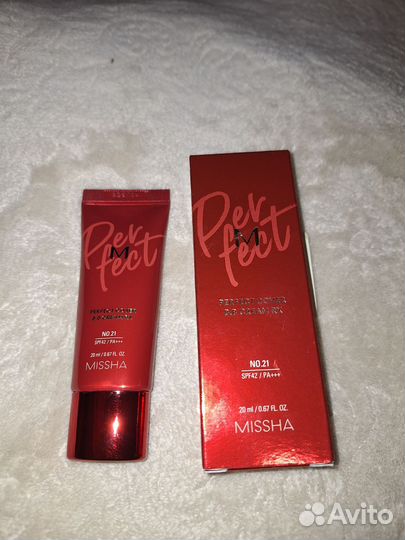 Per
M
fect
NO.21
SPF42 / PA+++
20 ml / 0.67 FL. OZ.
MISSHA
Per
M
fect
PERFECT COVER
B.B CREAM RX
NO.21
SPF42 / PA+++
20 ml / 0.67 FL. OZ.
MISSHA
Avito